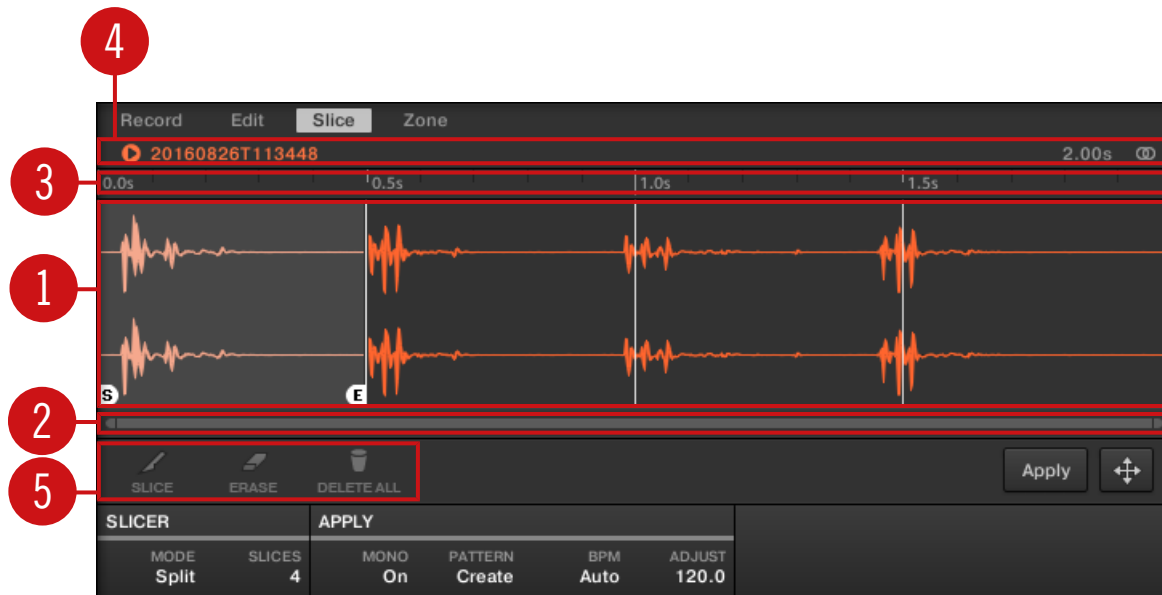 4
Record Edit Slice Zone
20160826T113448 2.00s
3
0.0s 0.5s 1.0s 1.5s
1
S E
2
5
SLICE ERASE DELETE ALL Apply
SLICER APPLY
MODE SLICES MONO PATTERN BPM ADJUST
Split 4 On Create Auto 120.0